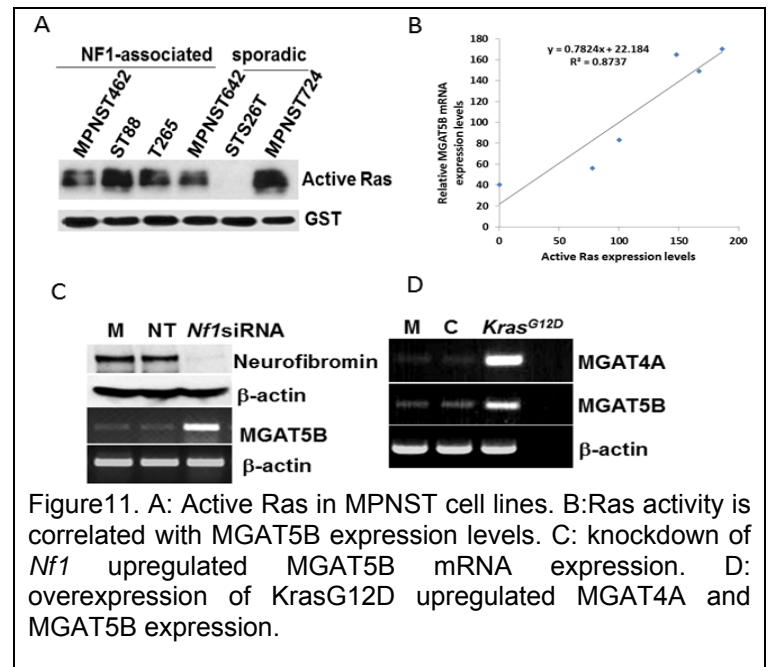 A
NF1-associated sporadic
MPNST462
ST88
T265
MPNST642
STS26T
MPNST724
Active Ras
GST
B
y = 0.7824x + 22.184
R² = 0.8737
Relative MGAT5B mRNA
expression levels
180
160
140
120
100
80
60
40
20
0
0 50 100 150 200
Active Ras expression levels
C
M NT Nf1siRNA
Neurofibromin
β-actin
MGAT5B
β-actin
D
M C Kras^G12D
MGAT4A
MGAT5B
β-actin
Figure11. A: Active Ras in MPNST cell lines. B:Ras activity is
correlated with MGAT5B expression levels. C: knockdown of
Nf1 upregulated MGAT5B mRNA expression. D:
overexpression of KrasG12D upregulated MGAT4A and
MGAT5B expression.